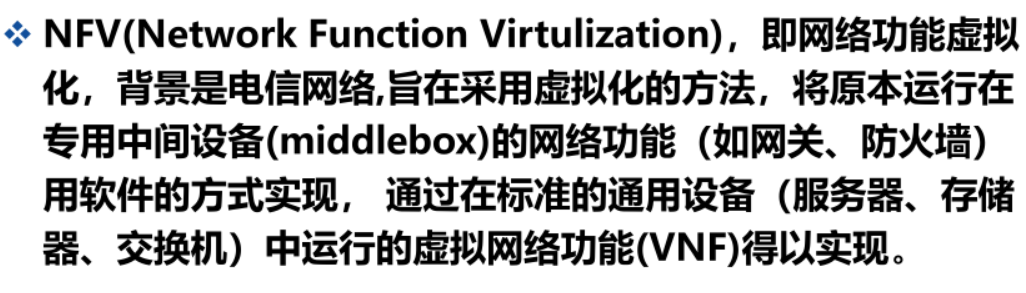 ❖ NFV(Network Function Virtulization)，即网络功能虚拟
化，背景是电信网络,旨在采用虚拟化的方法，将原本运行在
专用中间设备(middlebox)的网络功能（如网关、防火墙）
用软件的方式实现， 通过在标准的通用设备（服务器、存储
器、交换机）中运行的虚拟网络功能(VNF)得以实现。